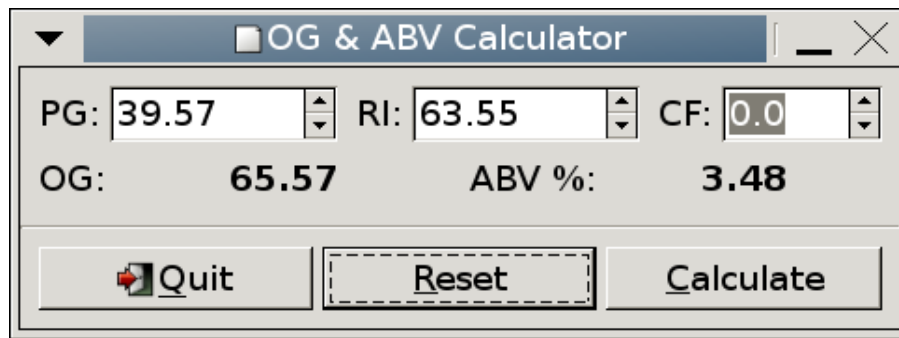 OG & ABV Calculator
PG: 39.57 RI: 63.55 CF: 0.0
OG: 65.57 ABV %: 3.48
Quit Reset Calculate